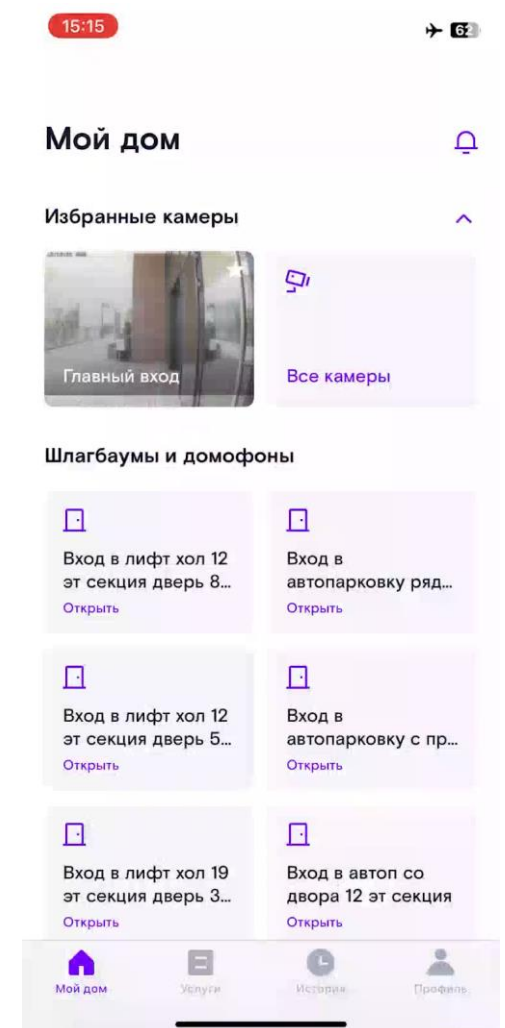 15:15
62
Мой дом
Избранные камеры
Главный вход
Все камеры
Шлагбаумы и домофоны
Вход в лифт хол 12
эт секция дверь 8...
Открыть
Вход в
автопарковку ряд...
Открыть
Вход в лифт хол 12
эт секция дверь 5...
Открыть
Вход в
автопарковку с пр...
Открыть
Вход в лифт хол 19
эт секция дверь 3...
Открыть
Вход в автоп со
двора 12 эт секция
Открыть
Мой дом
Услуги
История
Профиль